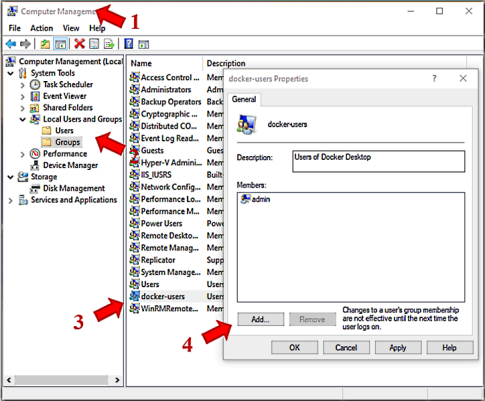 Computer Management
1
File Action View Help
Computer Management (Local
System Tools
Task Scheduler
Event Viewer
Shared Folders
Local Users and Groups
Users
Groups
2
Performance
Device Manager
Storage
Disk Management
Services and Applications
Name Description
Access Control ... Mem
Administrators Mem
Backup Operators Mem
Cryptographic ... Mem
Distributed CO... Mem
Event Log Read... Mem
Guests Mem
Hyper-V Admini... Mem
IIS_IUSRS Built
Network Config... Mem
Performance Lo... Mem
Performance M... Mem
Power Users Pow
Remote Deskto... Mem
Remote Manag... Mem
Replicator Supp
System Manage... Mem
Users Users
docker-users Users
WinRMRemote... Mem
3
docker-users Properties
?
General
docker-users
Description: Users of Docker Desktop
Members:
admin
4
Add... Remove
Changes to a user's group membership
are not effective until the next time the
user logs on.
OK Cancel Apply Help